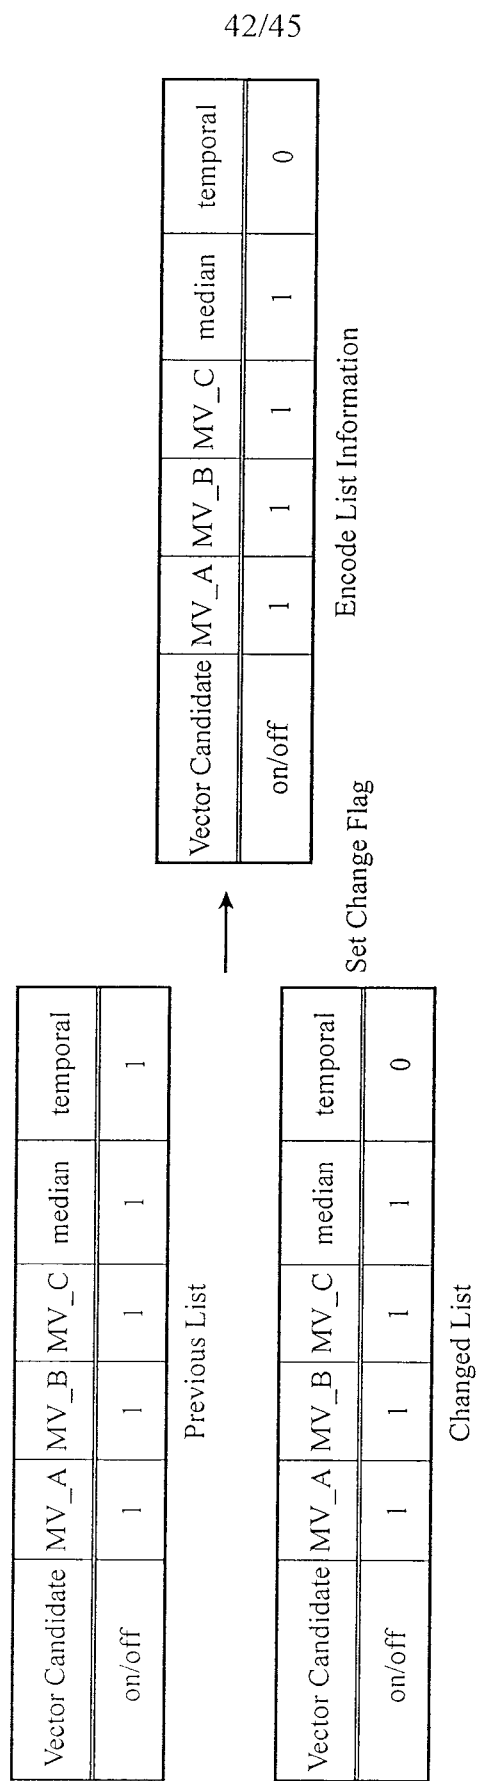 42/45
Vector Candidate MV_A MV_B MV_C median temporal
on/off 1 1 1 1 1
Previous List
Vector Candidate MV_A MV_B MV_C median temporal
on/off 1 1 1 1 0
Changed List
Set Change Flag
Vector Candidate MV_A MV_B MV_C median temporal
on/off 1 1 1 1 0
Encode List Information